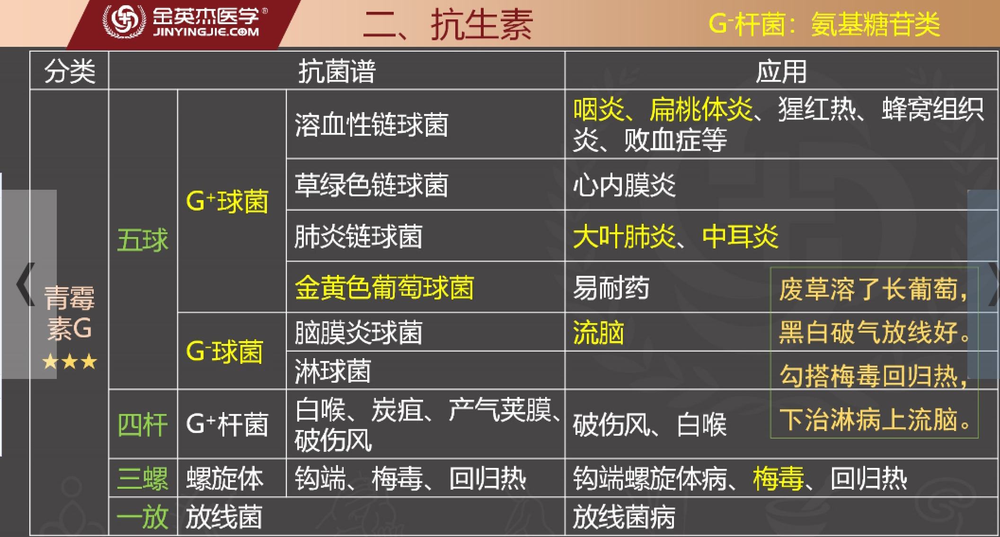 金英杰医学®
JINYINGJIE.COM
二、抗生素
G⁻杆菌：氨基糖苷类
分类
抗菌谱
应用
青霉
素G
★★★
五球
G⁺球菌
溶血性链球菌
咽炎、扁桃体炎、猩红热、蜂窝组织
炎、败血症等
草绿色链球菌
心内膜炎
肺炎链球菌
大叶肺炎、中耳炎
金黄色葡萄球菌
易耐药
G⁻球菌
脑膜炎球菌
流脑
淋球菌
四杆
G⁺杆菌
白喉、炭疽、产气荚膜、
破伤风
破伤风、白喉
三螺
螺旋体
钩端、梅毒、回归热
钩端螺旋体病、梅毒、回归热
一放
放线菌
放线菌病
废草溶了长葡萄，
黑白破气放线好。
勾搭梅毒回归热，
下治淋病上流脑。